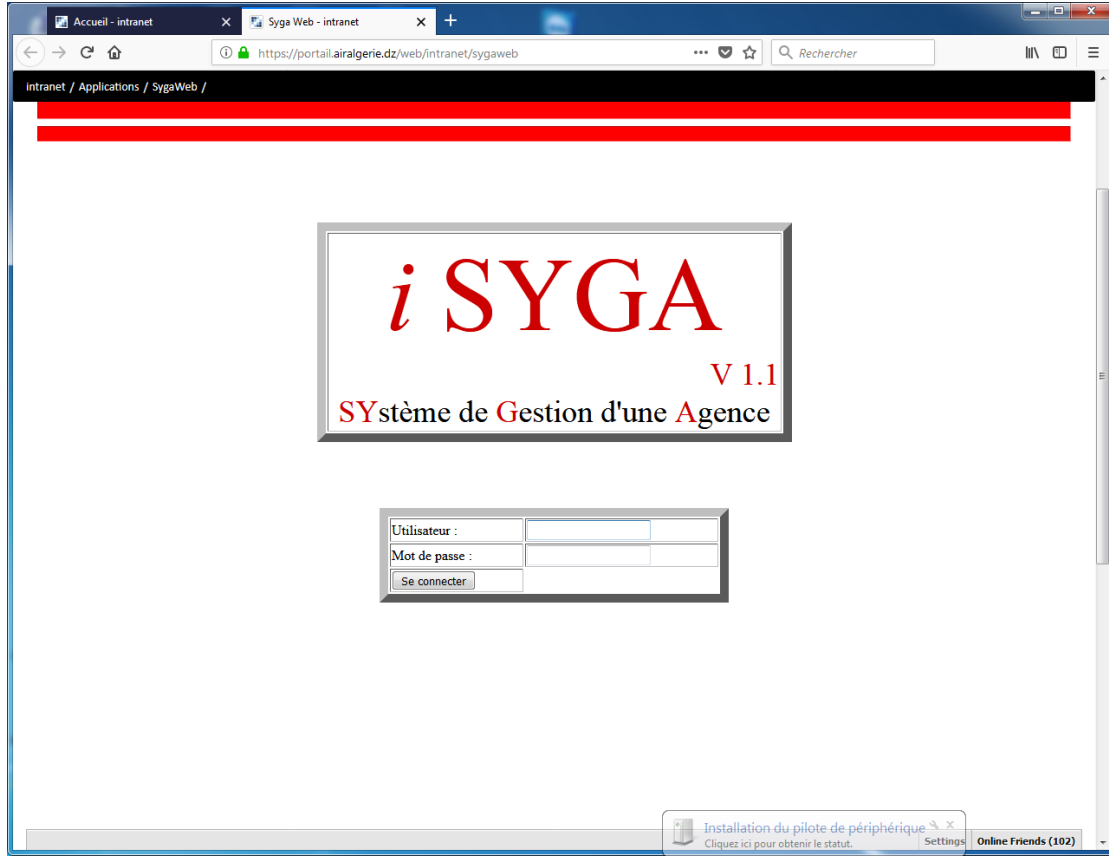 Accueil - intranet
Syga Web - intranet
https://portail.airalgerie.dz/web/intranet/sygaweb
Rechercher
intranet / Applications / SygaWeb /
i SYGA
V 1.1
SYstème de Gestion d'une Agence
Utilisateur :
Mot de passe :
Se connecter
Installation du pilote de périphérique
Cliquez ici pour obtenir le statut.
Settings
Online Friends (102)